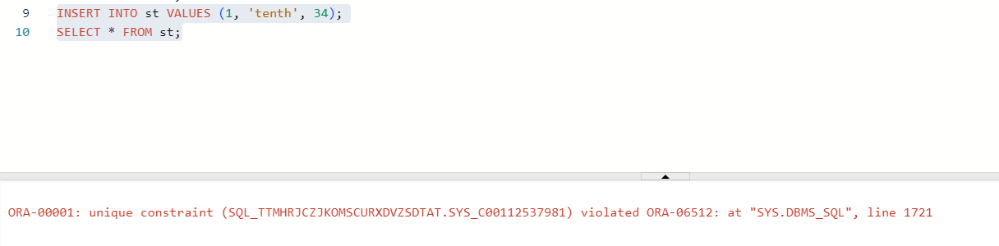 9 INSERT INTO st VALUES (1, 'tenth', 34);
10 SELECT * FROM st;
ORA-00001: unique constraint (SQL_TTMHRJCZJKOMSCURXDVZSDTAT.SYS_C00112537981) violated ORA-06512: at "SYS.DBMS_SQL", line 1721